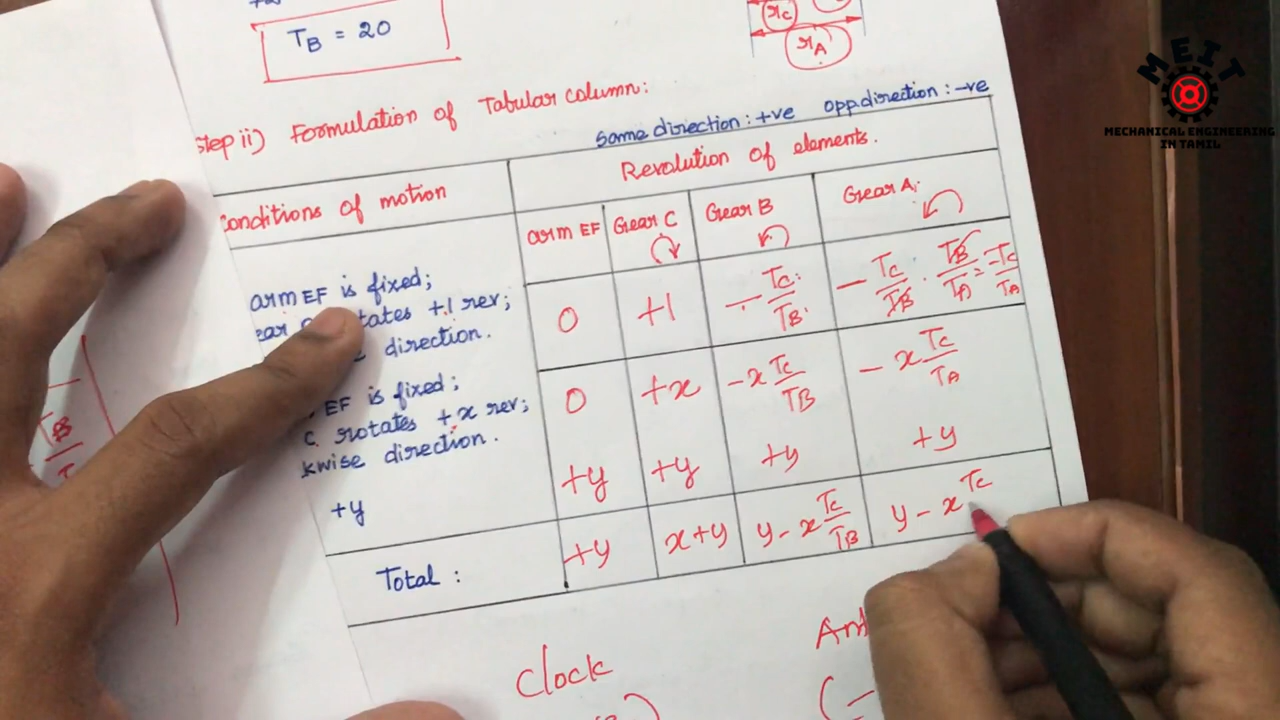 TB = 20
rC
rA
Step ii) Formulation of Tabular column:
Same direction: +ve opp.direction: -ve
Conditions of motion
Revolution of elements.
arm EF Gear C Gear B Gear A
arm EF is fixed;
rotates +1 rev;
direction.
0 +1 - TC/TB - TC/TB . TB/TA = -TC/TA
EF is fixed;
C rotates +x rev;
kwise direction.
0 +x -x TC/TB - x TC/TA
+y
+y +y +y +y
Total : +y x+y y - x TC/TB y - x TC
Clock
MEIT
MECHANICAL ENGINEERING
IN TAMIL